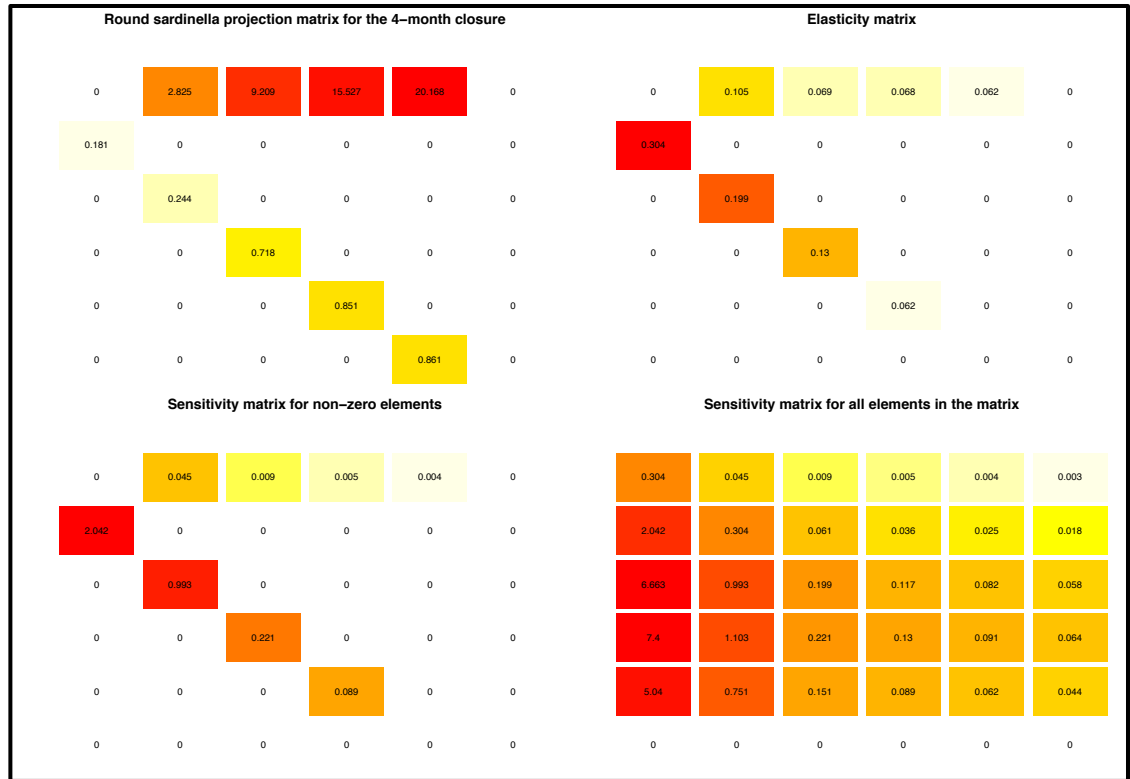 Round sardinella projection matrix for the 4−month closure
0 2.825 9.209 15.527 20.168 0
0.181 0 0 0 0 0
0 0.244 0 0 0 0
0 0 0.718 0 0 0
0 0 0 0.851 0 0
0 0 0 0 0.861 0
Elasticity matrix
0 0.105 0.069 0.068 0.062 0
0.304 0 0 0 0 0
0 0.199 0 0 0 0
0 0 0.13 0 0 0
0 0 0 0.062 0 0
0 0 0 0 0 0
Sensitivity matrix for non−zero elements
0 0.045 0.009 0.005 0.004 0
2.042 0 0 0 0 0
0 0.993 0 0 0 0
0 0 0.221 0 0 0
0 0 0 0.089 0 0
0 0 0 0 0 0
Sensitivity matrix for all elements in the matrix
0.304 0.045 0.009 0.005 0.004 0.003
2.042 0.304 0.061 0.036 0.025 0.018
6.663 0.993 0.199 0.117 0.082 0.058
7.4 1.103 0.221 0.13 0.091 0.064
5.04 0.751 0.151 0.089 0.062 0.044
0 0 0 0 0 0